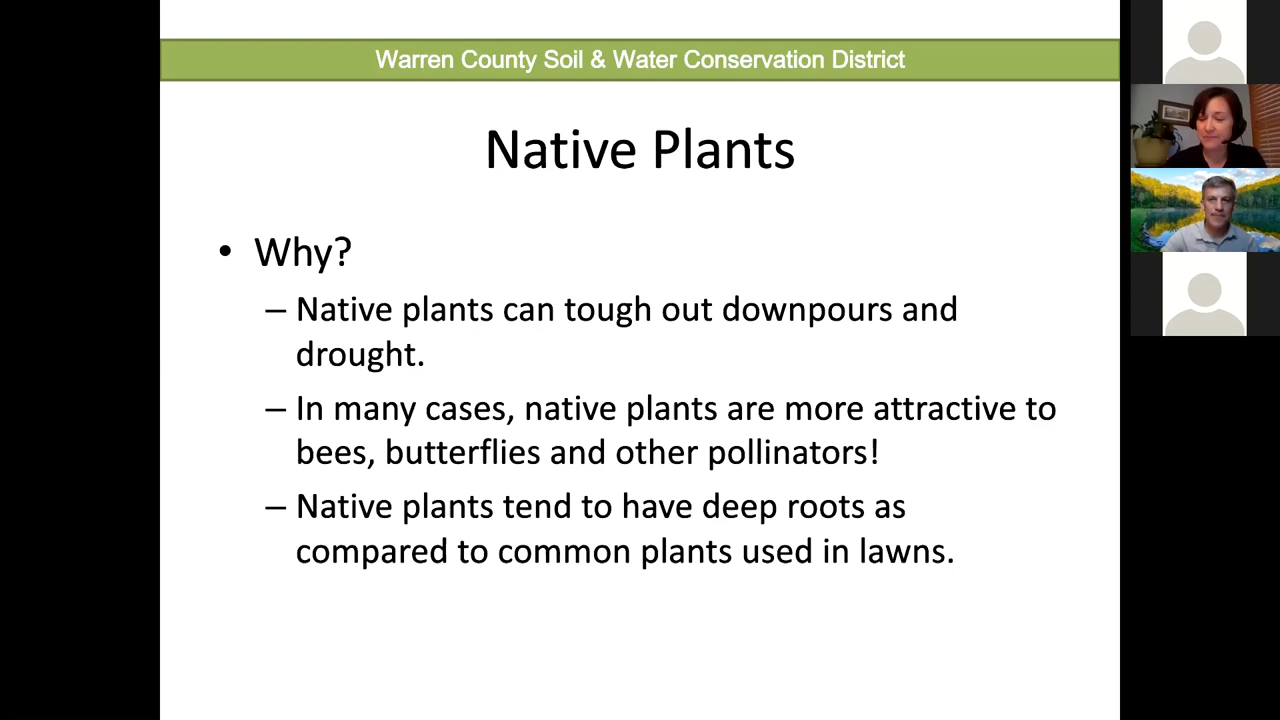 Warren County Soil & Water Conservation District
Native Plants
• Why?
– Native plants can tough out downpours and
drought.
– In many cases, native plants are more attractive to
bees, butterflies and other pollinators!
– Native plants tend to have deep roots as
compared to common plants used in lawns.